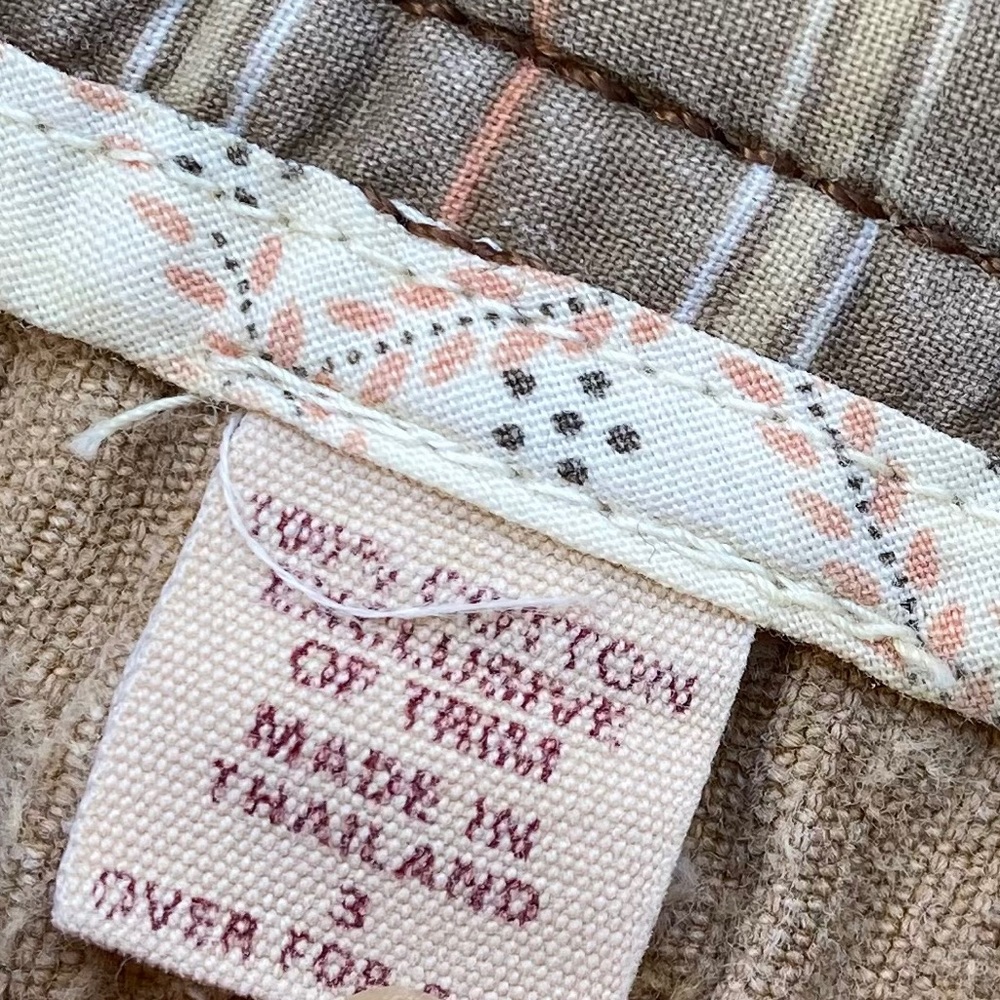 100% COTTON
EXCLUSIVE
OF TRIM
MADE IN
THAILAND
3
OVER FOR